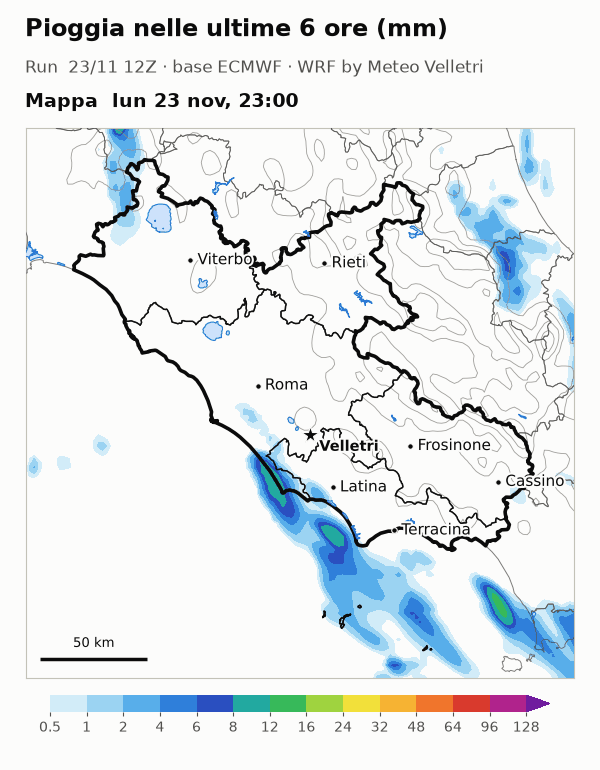 Pioggia nelle ultime 6 ore (mm)
Run  23/11 12Z · base ECMWF · WRF by Meteo Velletri
Mappa  lun 23 nov, 23:00
Viterbo
Rieti
Roma
Velletri
Frosinone
Latina
Cassino
Terracina
50 km
0.5 1 2 4 6 8 12 16 24 32 48 64 96 128